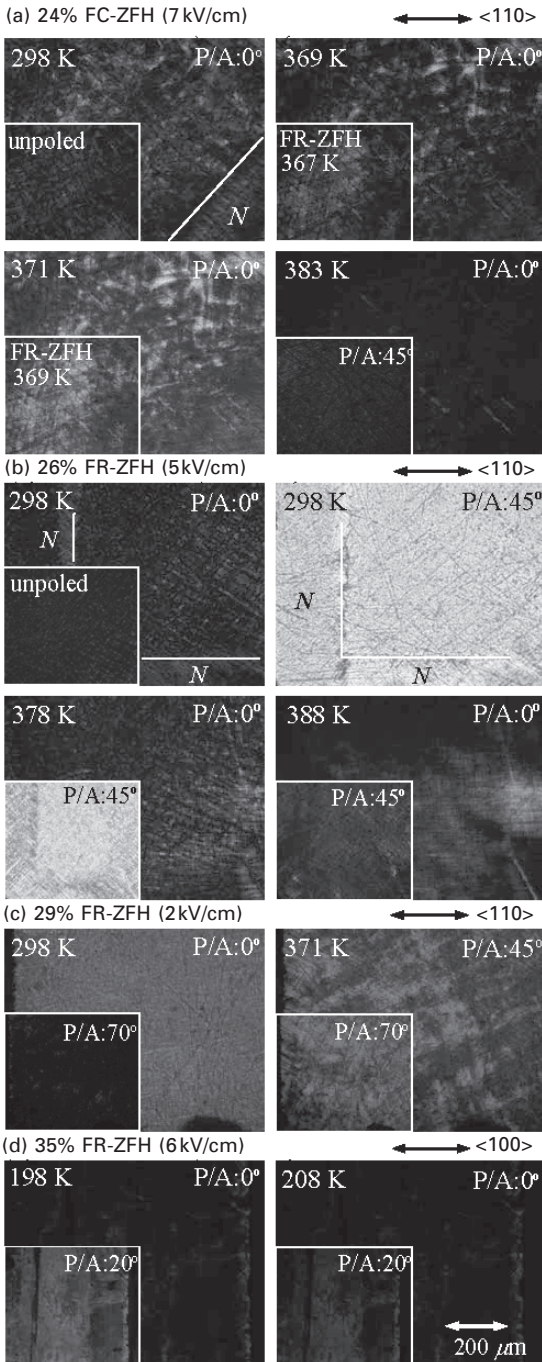 (a) 24% FC-ZFH (7 kV/cm) <110>
298 K P/A:0°
unpoled
N
369 K P/A:0°
FR-ZFH
367 K
371 K P/A:0°
FR-ZFH
369 K
383 K P/A:0°
P/A:45°
(b) 26% FR-ZFH (5 kV/cm) <110>
298 K P/A:0°
N
unpoled
N
298 K P/A:45°
N
N
378 K P/A:0°
P/A:45°
388 K P/A:0°
P/A:45°
(c) 29% FR-ZFH (2 kV/cm) <110>
298 K P/A:0°
P/A:70°
371 K P/A:45°
P/A:70°
(d) 35% FR-ZFH (6 kV/cm) <100>
198 K P/A:0°
P/A:20°
208 K P/A:0°
P/A:20°
200 μm